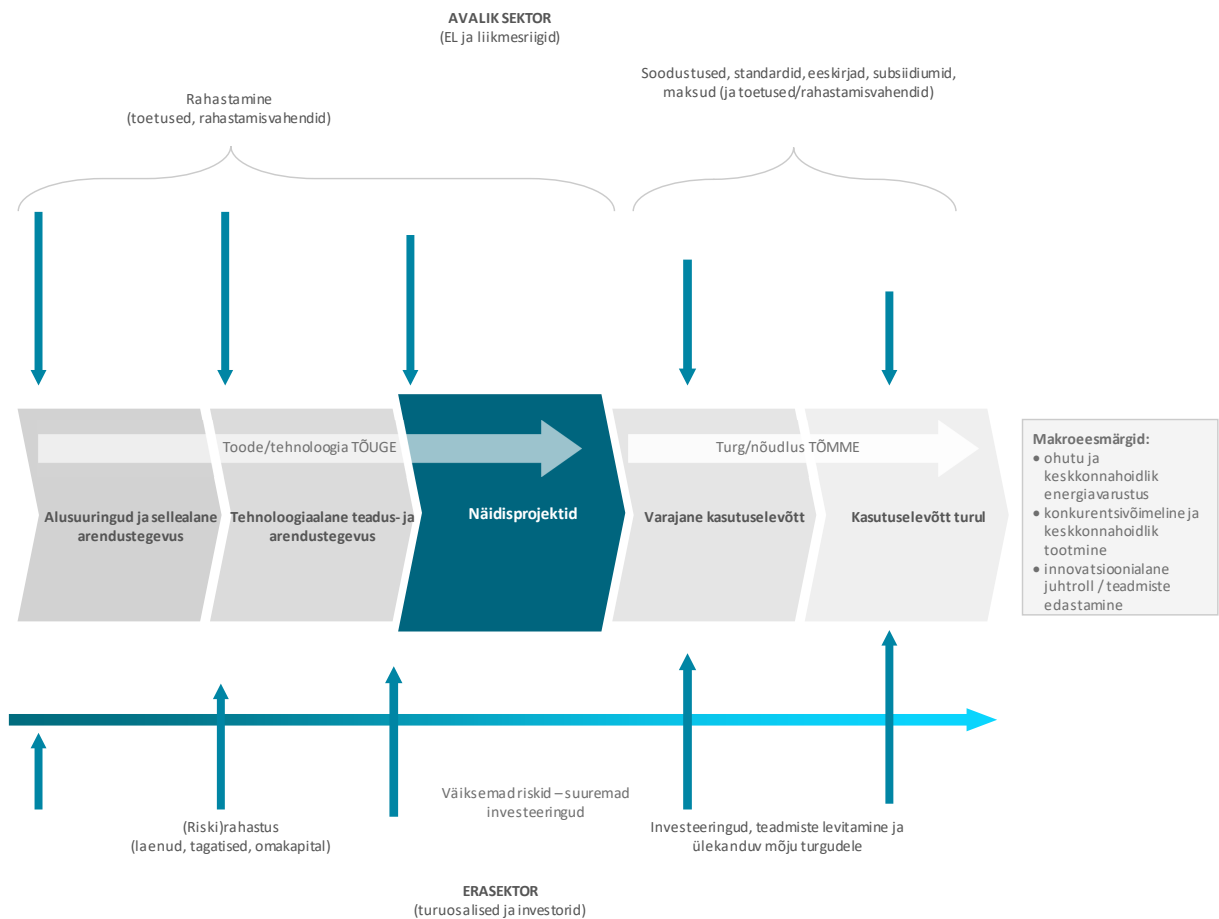 AVALIK SEKTOR
(EL ja liikmesriigid)
Soodustused, standardid, eeskirjad, subsiidiumid,
maksud (ja toetused/rahastamisvahendid)
Rahastamine
(toetused, rahastamisvahendid)
Toode/tehnoloogia TÕUGE
Turg/nõudlus TÕMME
Alusuuringud ja sellealane
arendustegevus
Tehnoloogiaalane teadus- ja
arendustegevus
Näidisprojektid
Varajane kasutuselevõtt
Kasutuselevõtt turul
Makroeesmärgid:
• ohutu ja
keskkonnahoidlik
energiavarustus
• konkurentsivõimeline ja
keskkonnahoidlik
tootmine
• innovatsioonialane
juhtroll / teadmiste
edastamine
Väiksemad riskid – suuremad
investeeringud
(Riski)rahastus
(laenud, tagatised, omakapital)
Investeeringud, teadmiste levitamine ja
ülekanduv mõju turgudele
ERASEKTOR
(turuosalised ja investorid)